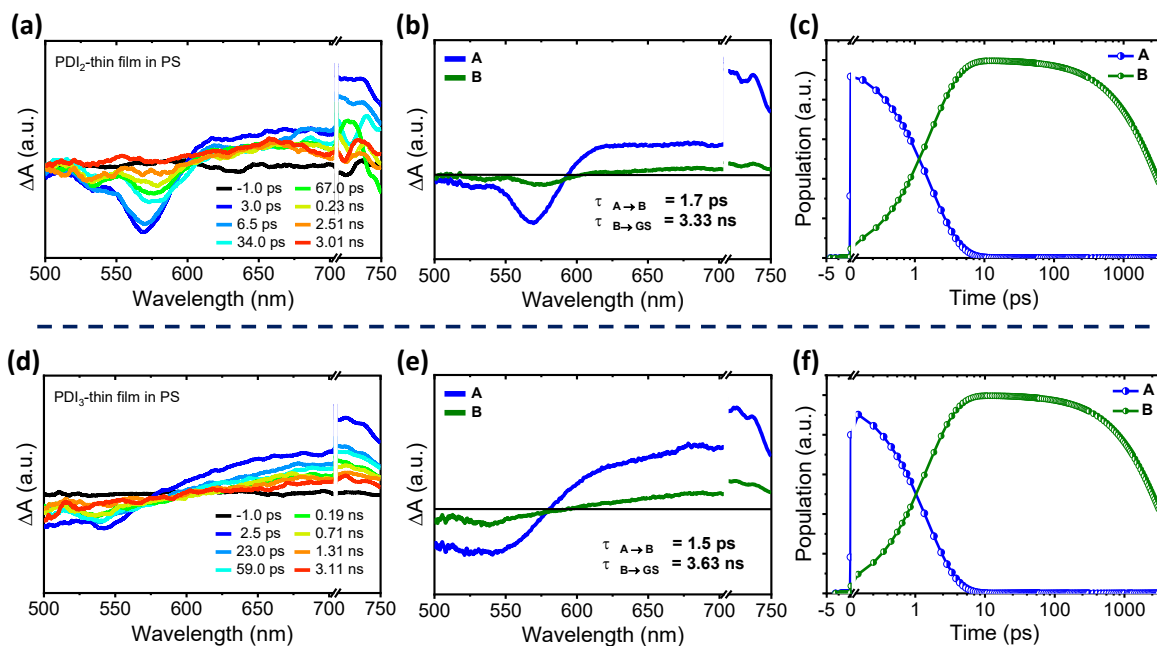 (a)
PDI2-thin film in PS
ΔA (a.u.)
-1.0 ps
3.0 ps
6.5 ps
34.0 ps
67.0 ps
0.23 ns
2.51 ns
3.01 ns
500 550 600 650 700 750
Wavelength (nm)
(b)
A
B
ΔA (a.u.)
τ A→B = 1.7 ps
τ B→GS = 3.33 ns
500 550 600 650 700 750
Wavelength (nm)
(c)
A
B
Population (a.u.)
-5 0 1 10 100 1000
Time (ps)
(d)
PDI3-thin film in PS
ΔA (a.u.)
-1.0 ps
2.5 ps
23.0 ps
59.0 ps
0.19 ns
0.71 ns
1.31 ns
3.11 ns
500 550 600 650 700 750
Wavelength (nm)
(e)
A
B
ΔA (a.u.)
τ A→B = 1.5 ps
τ B→GS = 3.63 ns
500 550 600 650 700 750
Wavelength (nm)
(f)
A
B
Population (a.u.)
-5 0 1 10 100 1000
Time (ps)